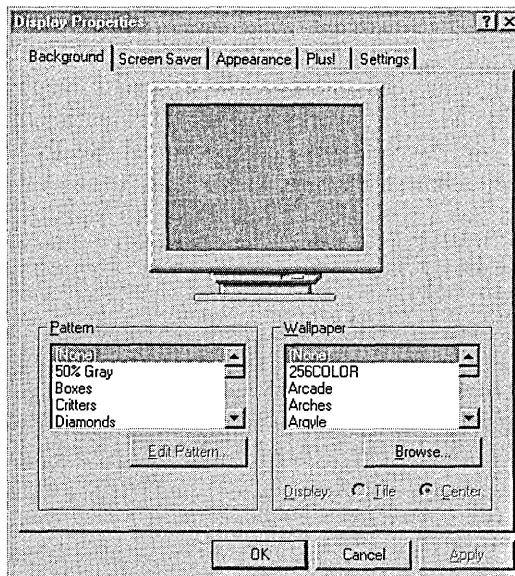 Display Properties
Background Screen Saver Appearance Plus! Settings
Pattern
(None)
50% Gray
Boxes
Critters
Diamonds
Edit Pattern...
Wallpaper
(None)
256COLOR
Arcade
Arches
Argyle
Browse...
Display: Tile Center
OK Cancel Apply